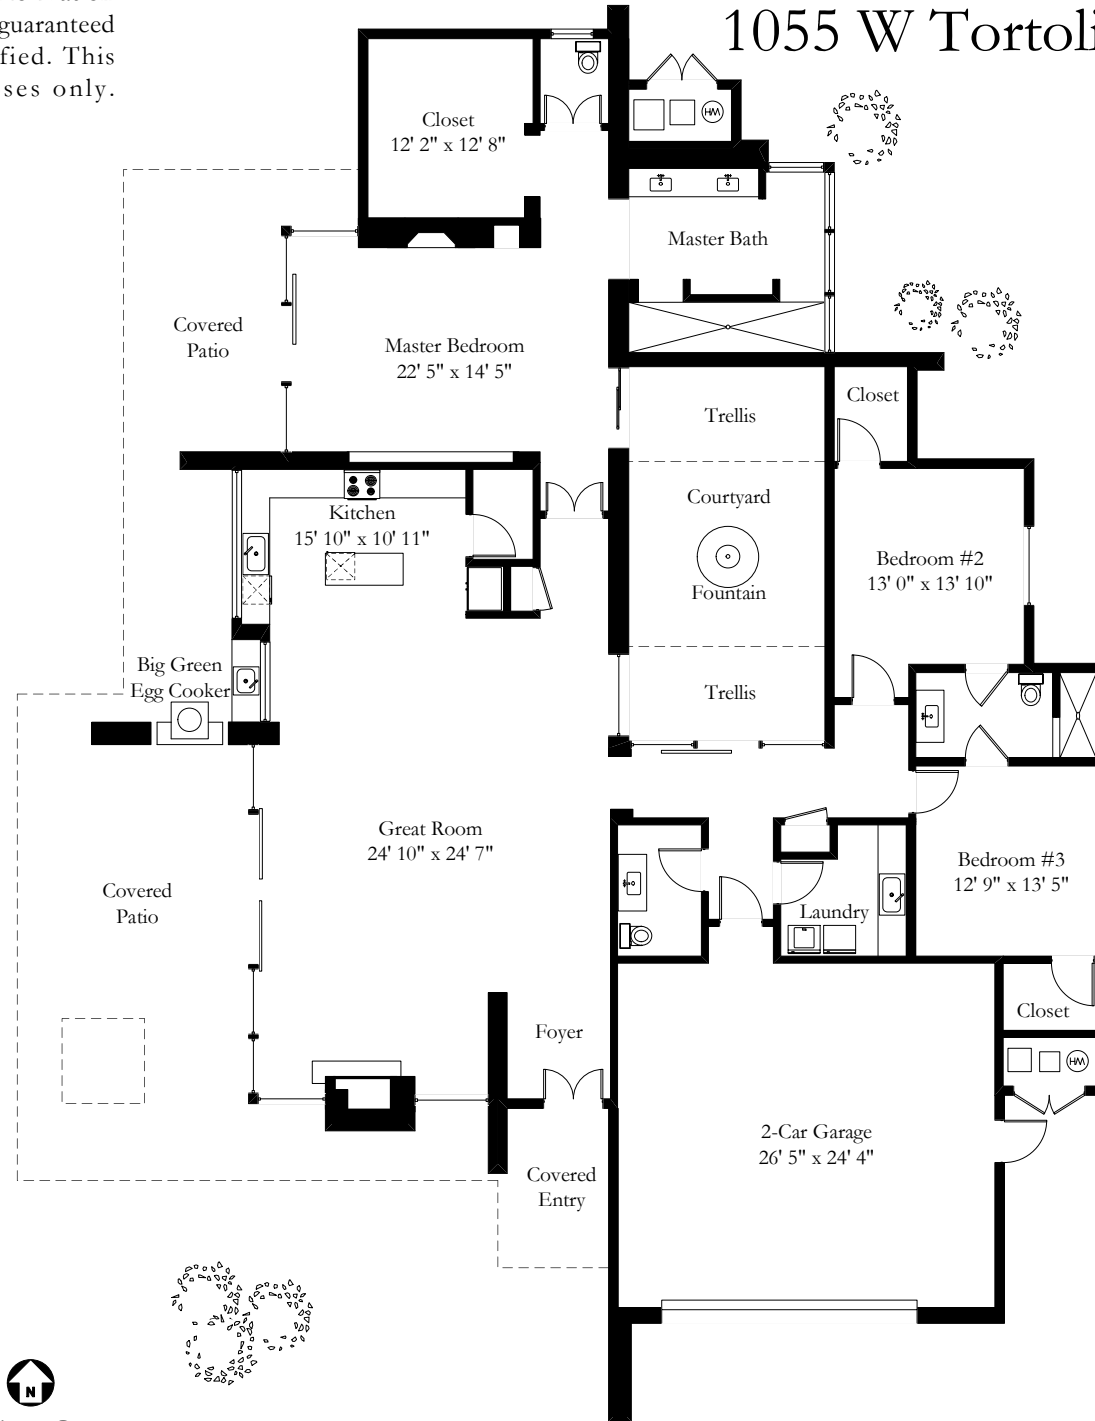 guaranteed
fied. This
ses only.
1055 W Tortoli
Closet
12' 2" x 12' 8"
WH
Master Bath
Covered
Patio
Master Bedroom
22' 5" x 14' 5"
Closet
Trellis
Courtyard
Kitchen
15' 10" x 10' 11"
Bedroom #2
13' 0" x 13' 10"
Fountain
Big Green
Egg Cooker
Trellis
Great Room
24' 10" x 24' 7"
Bedroom #3
12' 9" x 13' 5"
Covered
Patio
Laundry
Closet
Foyer
WH
2-Car Garage
26' 5" x 24' 4"
Covered
Entry
N